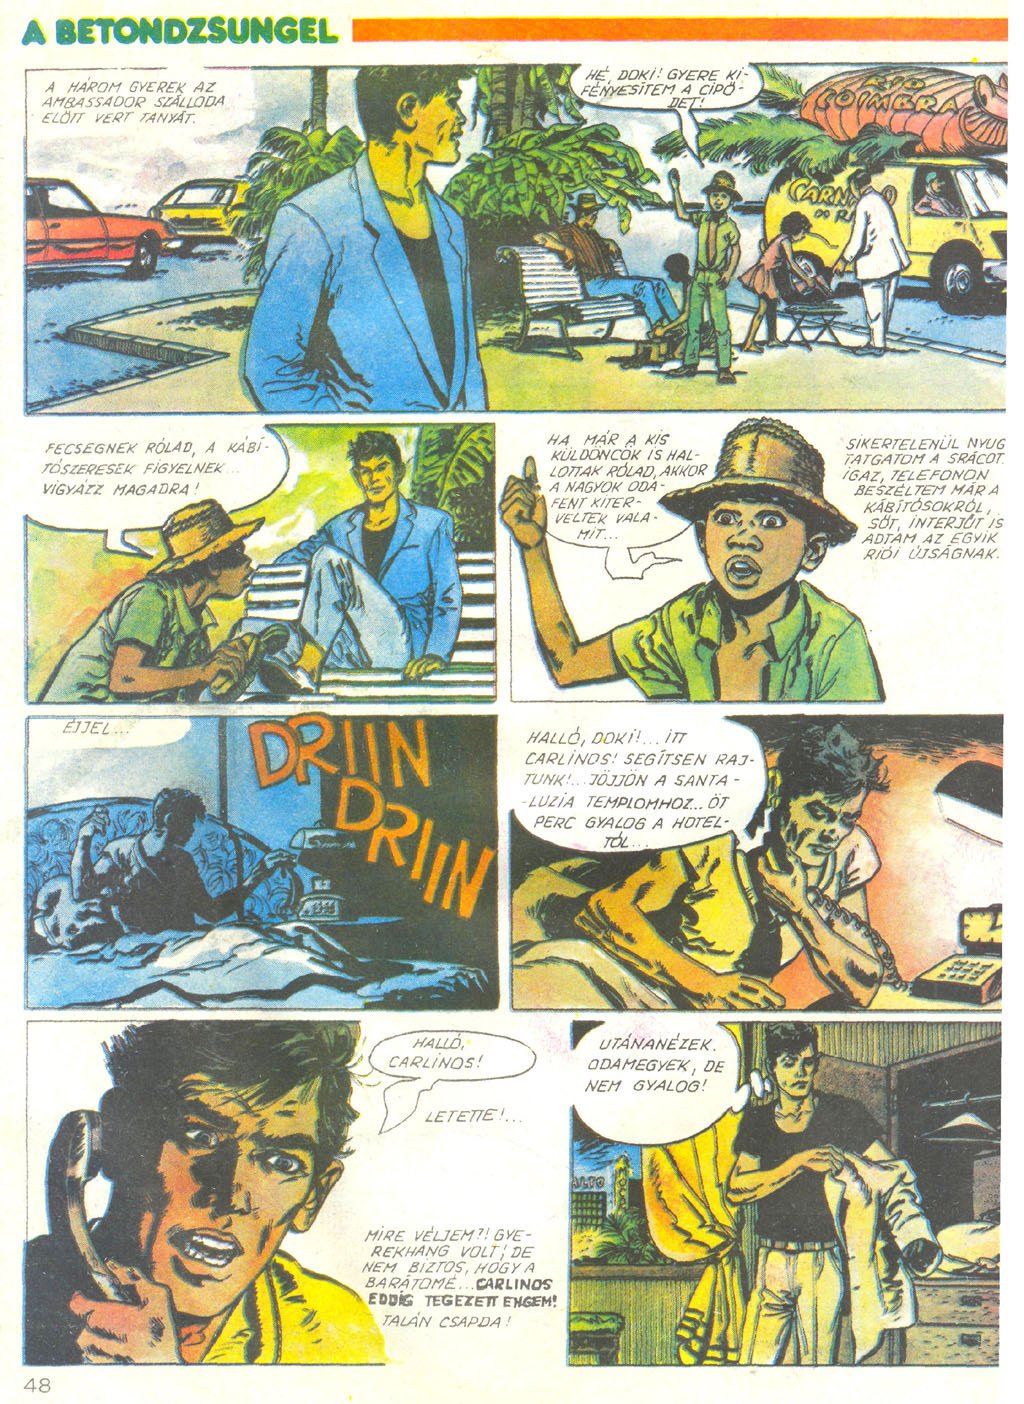 A BETONDZSUNGEL
A HÁROM GYEREK AZ
AMBASSADOR SZÁLLODA
ELŐTT VERT TANYÁT.
HÉ, DOKI! GYERE KI-
FÉNYESÍTEM A CIPŐ-
DET!
RIO
COIMBRA
CARN
DO R
FECSEGNEK RÓLAD, A KÁBÍ-
TÓSZERESEK FIGYELNEK...
VIGYÁZZ MAGADRA!
HA MÁR A KIS
KÜLDÖNCÖK IS HAL-
LOTTAK RÓLAD, AKKOR
A NAGYOK ODA-
FENT KITER-
VELTEK VALA-
MIT...
SIKERTELENÜL NYUG
TATGATOM A SRÁCOT.
IGAZ, TELEFONON
BESZÉLTEM MÁR A
KÁBÍTÓSOKRÓL,
SŐT, INTERJÚT IS
ADTAM AZ EGYIK
RIÓI ÚJSÁGNAK.
ÉJJEL...
DRIIN
DRIIN
HALLÓ, DOKI!... ITT
CARLINOS! SEGÍTSEN RAJ-
TUNK!... JÖJJÖN A SANTA-
-LUZIA TEMPLOMHOZ... ÖT
PERC GYALOG A HOTEL-
TŐL...
HALLÓ,
CARLINOS!
LETETTE!...
MIRE VÉLJEM?! GYE-
REKHANG VOLT, DE
NEM BIZTOS, HOGY A
BARÁTOMÉ... CARLINOS
EDDIG TEGEZETT ENGEM!
TALÁN CSAPDA!
UTÁNANÉZEK.
ODAMEGYEK, DE
NEM GYALOG!
ALTO
48